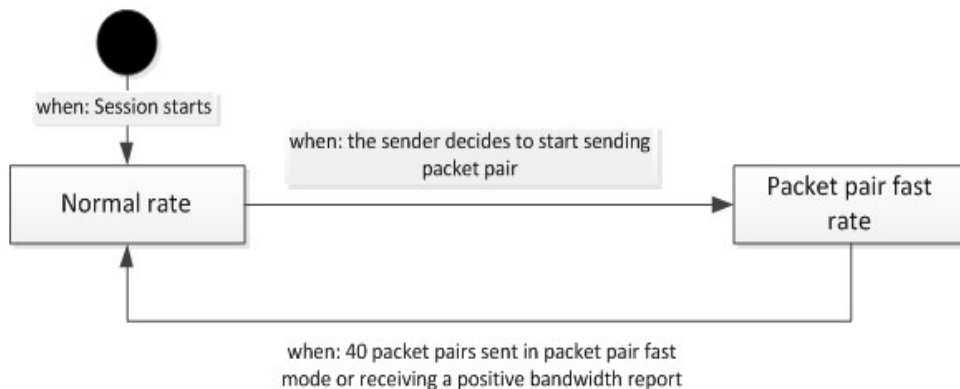 when: Session starts
when: the sender decides to start sending
packet pair
Normal rate
Packet pair fast
rate
when: 40 packet pairs sent in packet pair fast
mode or receiving a positive bandwidth report